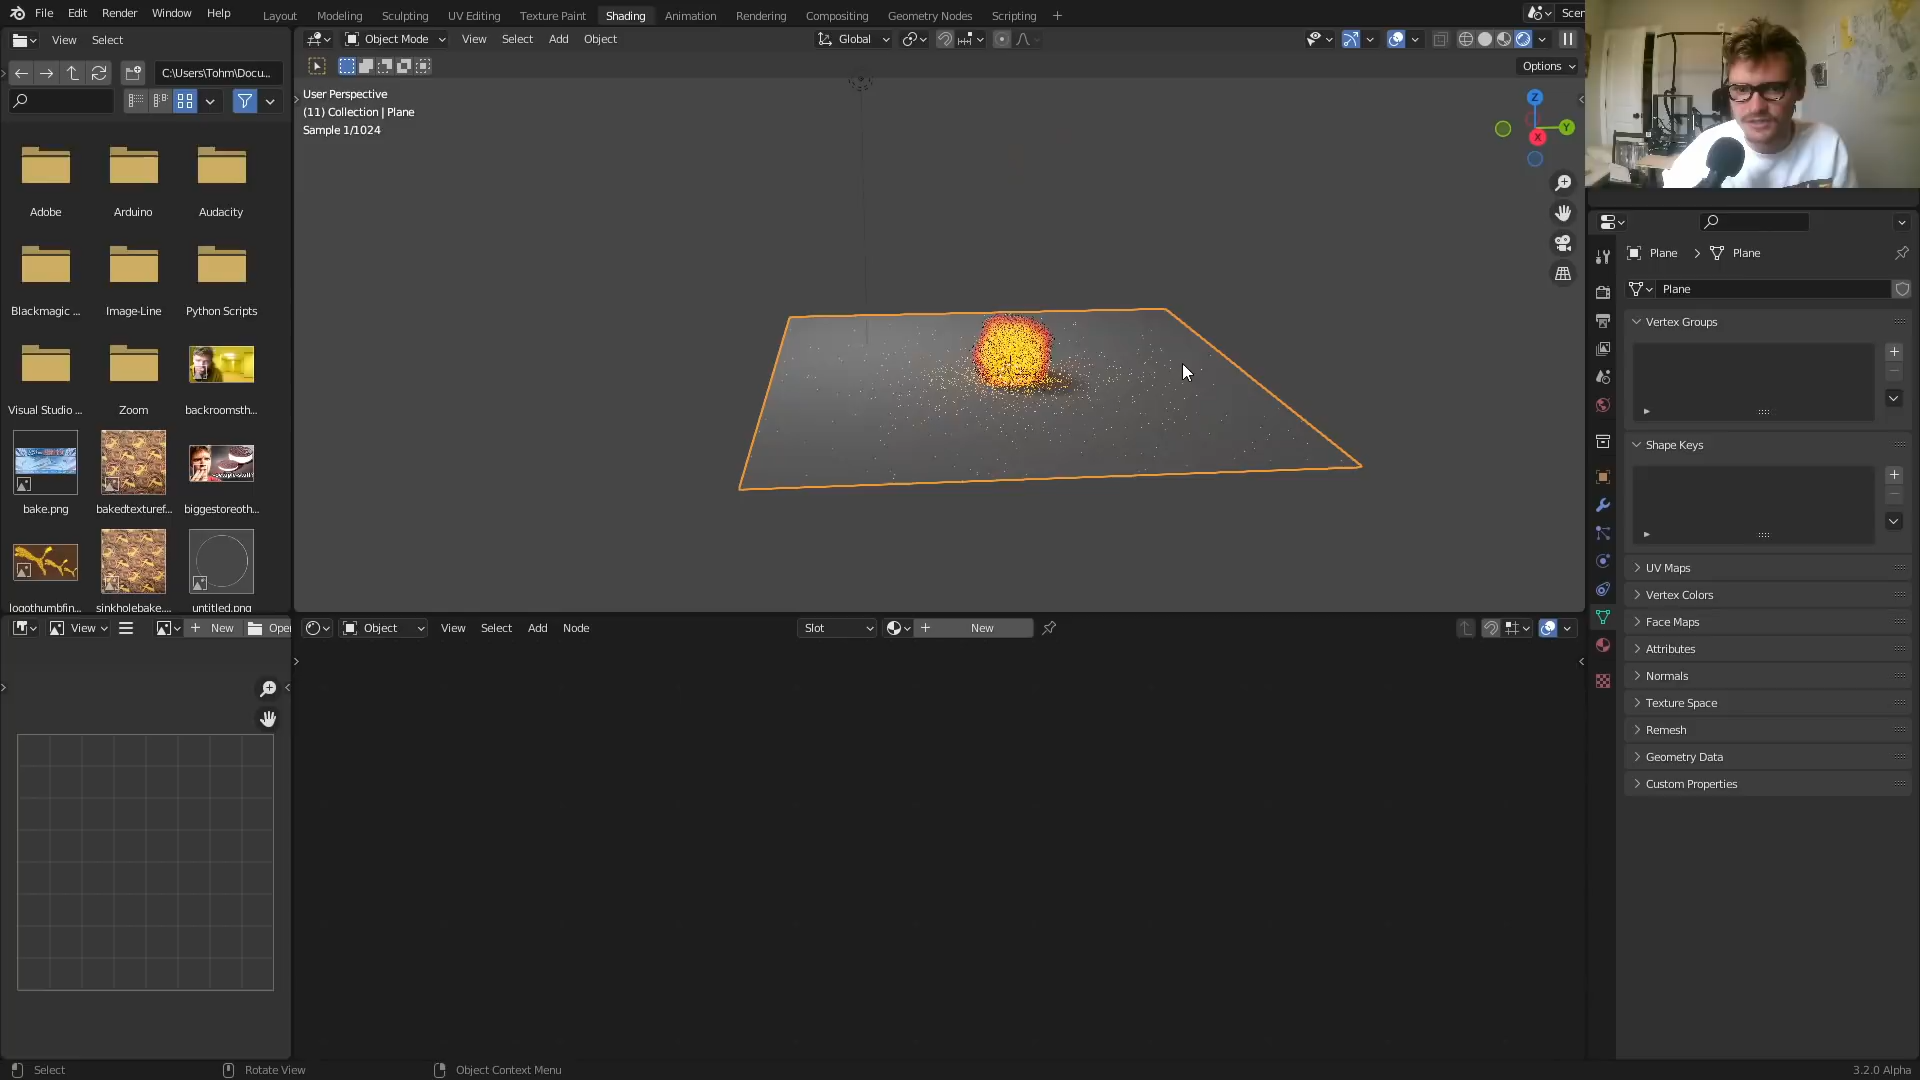 File Edit Render Window Help
Layout Modeling Sculpting UV Editing Texture Paint Shading Animation Rendering Compositing Geometry Nodes Scripting
Scen
View Select
Object Mode View Select Add Object
Global
C:\Users\Tohm\Docu...
Options
User Perspective
(11) Collection | Plane
Sample 1/1024
Z
Y
X
Adobe Arduino Audacity
Blackmagic ... Image-Line Python Scripts
Visual Studio ... Zoom backroomsth...
bake.png bakedtexturef... biggestoreoth...
logothumbfin... sinkholebake.... untitled.png
Plane > Plane
Plane
Vertex Groups
Shape Keys
UV Maps
Vertex Colors
Face Maps
Attributes
Normals
Texture Space
Remesh
Geometry Data
Custom Properties
View New Oper
Object View Select Add Node
Slot New
Select Rotate View Object Context Menu
3.2.0 Alpha